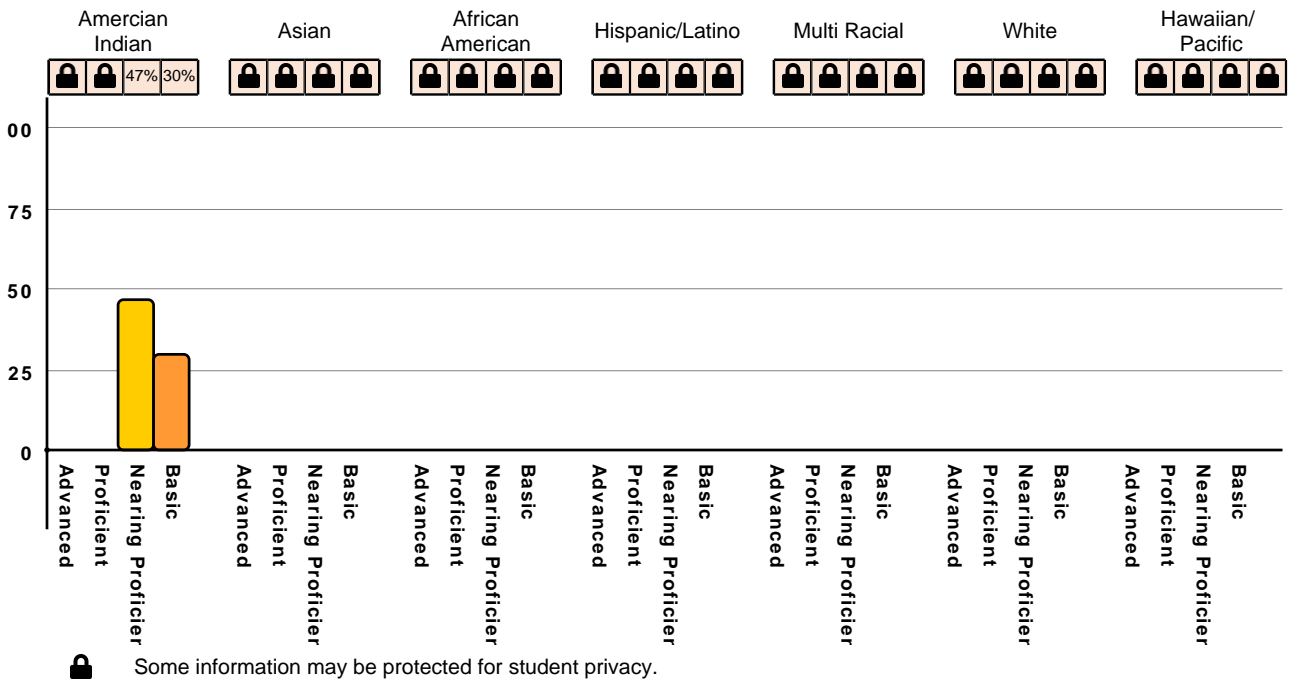 Amercian
Indian
Asian
African
American
Hispanic/Latino
Multi Racial
White
Hawaiian/
Pacific
47% 30%
00
75
50
25
0
Advanced
Proficient
Nearing Proficier
Basic
Advanced
Proficient
Nearing Proficier
Basic
Advanced
Proficient
Nearing Proficier
Basic
Advanced
Proficient
Nearing Proficier
Basic
Advanced
Proficient
Nearing Proficier
Basic
Advanced
Proficient
Nearing Proficier
Basic
Advanced
Proficient
Nearing Proficier
Basic
Some information may be protected for student privacy.